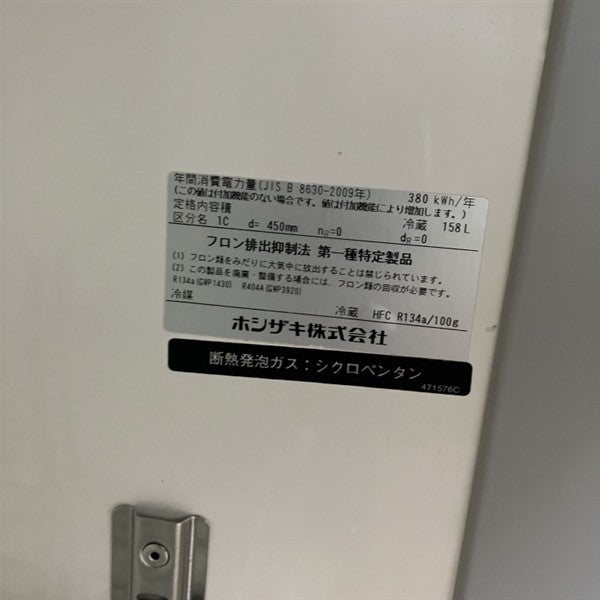 年間消費電力量(JIS B 8630-2009年) 380 kWh/年
(この値は付加機能のない場合です。値は付加機能により増加します。)
定格内容積 冷蔵 158L
区分名 1C d= 450mm nR=0 dR=0
フロン排出抑制法 第一種特定製品
(1) フロン類をみだりに大気中に放出することは禁じられています。
(2) この製品を廃棄・整備する場合には、フロン類の回収が必要です。
R134a(GWP1430) R404A(GWP3920)
冷媒 冷蔵 HFC R134a/100g
ホシザキ株式会社
断熱発泡ガス:シクロペンタン
471576C